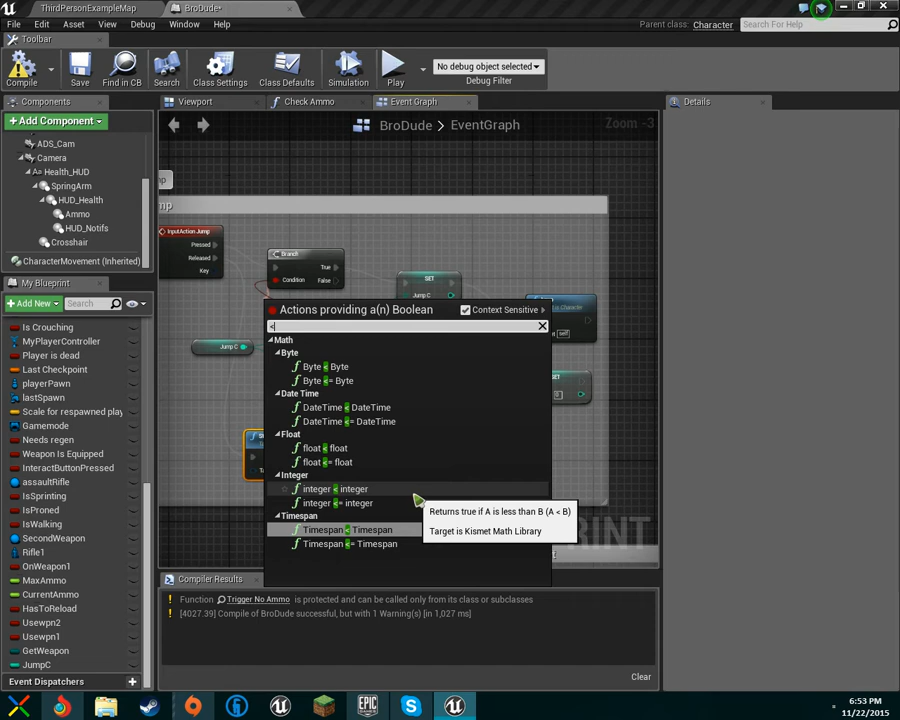 ThirdPersonExampleMap
BroDude*
File Edit Asset View Debug Window Help
Parent class: Character
Search For Help
Toolbar
Compile Save Find in CB Search Class Settings Class Defaults Simulation Play
No debug object selected
Debug Filter
Components
Viewport Check Ammo Event Graph
Details
+Add Component
BroDude > EventGraph
Zoom -3
ADS_Cam
Camera
Health_HUD
SpringArm
HUD_Health
Ammo
HUD_Notifs
Crosshair
CharacterMovement (Inherited)
My Blueprint
+Add New
Search
InputAction Jump
Pressed
Released
Key
Branch
True
Condition False
SET
Jump C
Jump C
self
SET
Actions providing a(n) Boolean
Context Sensitive
<
Math
Byte
Byte < Byte
Byte <= Byte
Date Time
DateTime < DateTime
DateTime <= DateTime
Float
float < float
float <= float
Integer
integer < integer
integer <= integer
Timespan
Timespan < Timespan
Timespan <= Timespan
Returns true if A is less than B (A < B)
Target is Kismet Math Library
Is Crouching
MyPlayerController
Player is dead
Last Checkpoint
playerPawn
lastSpawn
Scale for respawned play
Gamemode
Needs regen
Weapon Is Equipped
InteractButtonPressed
assaultRifle
IsSprinting
IsProned
IsWalking
SecondWeapon
Rifle1
OnWeapon1
MaxAmmo
CurrentAmmo
HasToReload
Usewpn2
Usewpn1
GetWeapon
JumpC
Event Dispatchers
Compiler Results
Function Trigger No Ammo is protected and can be called only from its class or subclasses
[4027.39] Compile of BroDude successful, but with 1 Warning(s) [in 1,027 ms]
Clear
EPIC
6:53 PM
11/22/2015